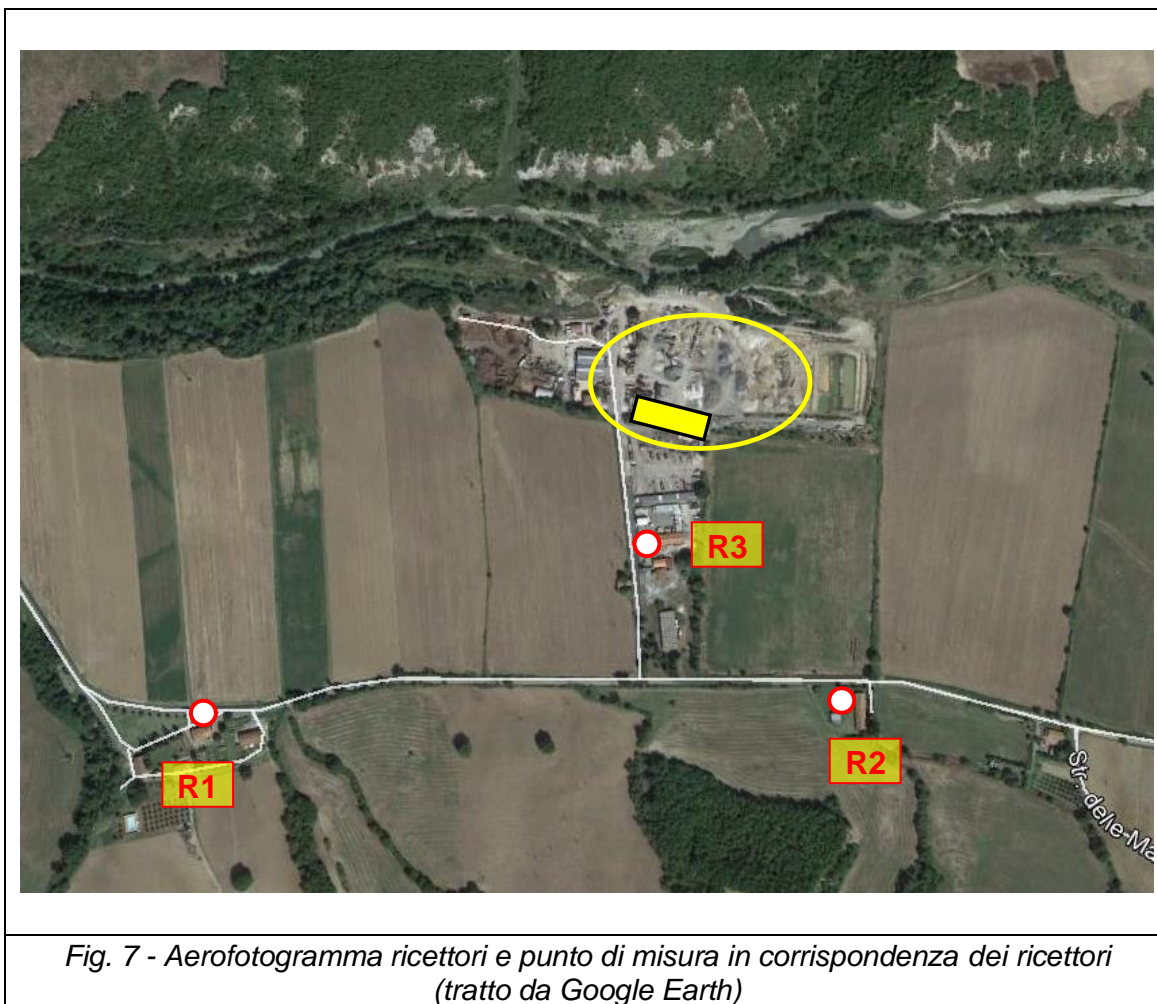 R3
R2
R1
Str. delle-Ma
Fig. 7 - Aerofotogramma ricettori e punto di misura in corrispondenza dei ricettori
(tratto da Google Earth)